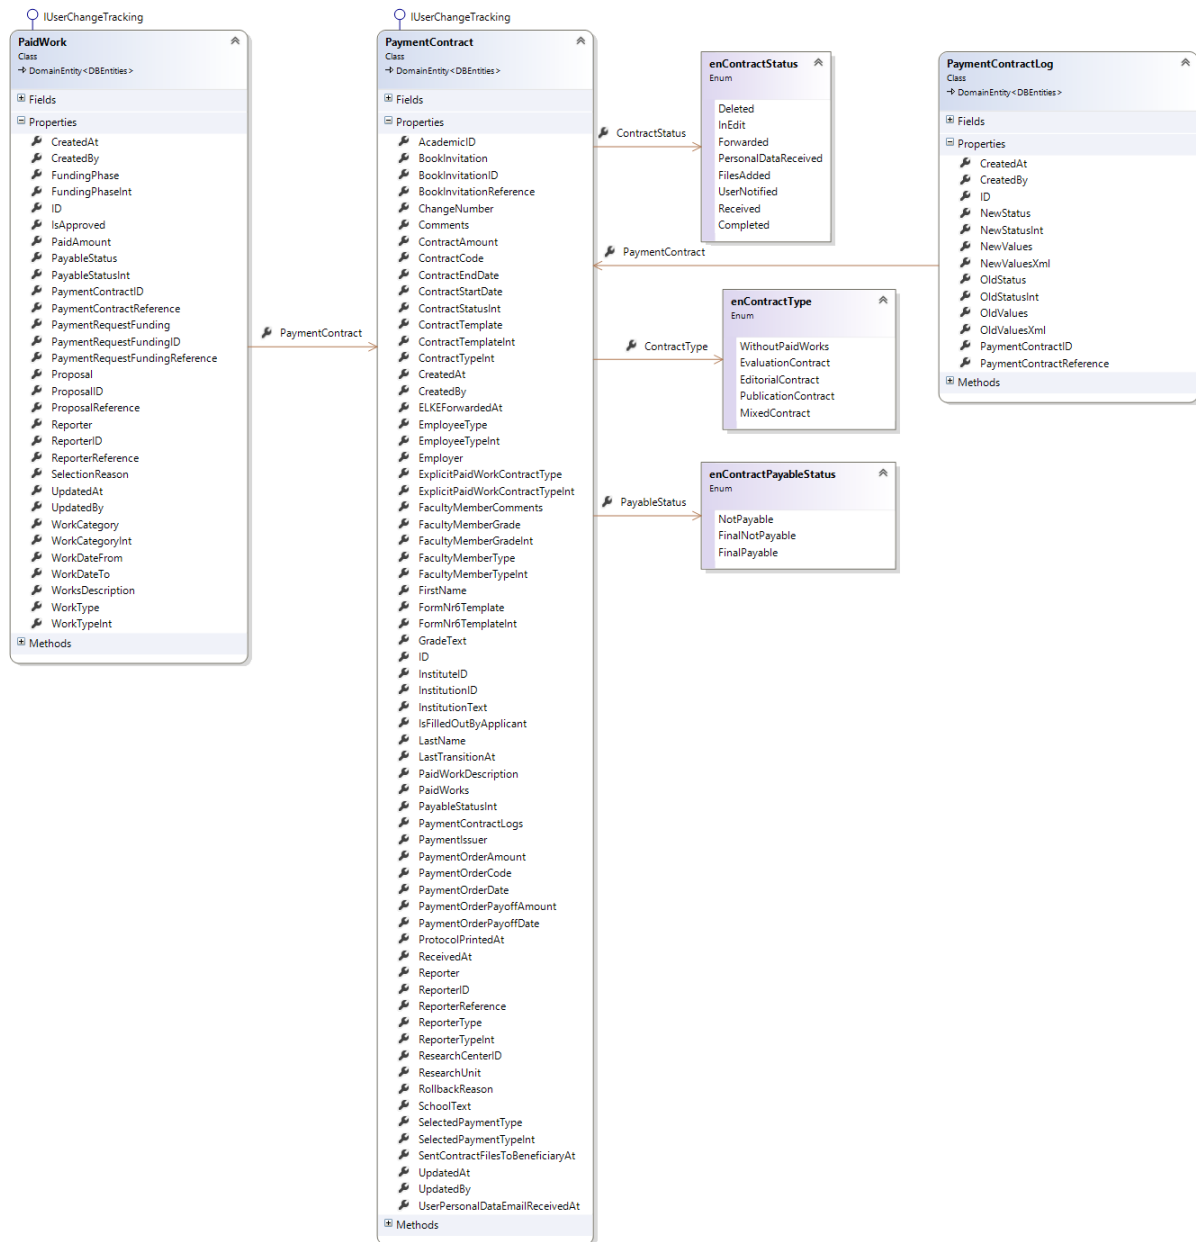 IUserChangeTracking
PaidWork
Class
DomainEntity<DBEntities>
Fields
Properties
CreatedAt
CreatedBy
FundingPhase
FundingPhaseInt
ID
IsApproved
PaidAmount
PayableStatus
PayableStatusInt
PaymentContractID
PaymentContractReference
PaymentRequestFunding
PaymentRequestFundingID
PaymentRequestFundingReference
Proposal
ProposalID
ProposalReference
Reporter
ReporterID
ReporterReference
SelectionReason
UpdatedAt
UpdatedBy
WorkCategory
WorkCategoryInt
WorkDateFrom
WorkDateTo
WorksDescription
WorkType
WorkTypeInt
Methods
PaymentContract
IUserChangeTracking
PaymentContract
Class
DomainEntity<DBEntities>
Fields
Properties
AcademicID
BookInvitation
BookInvitationID
BookInvitationReference
ChangeNumber
Comments
ContractAmount
ContractCode
ContractEndDate
ContractStartDate
ContractStatusInt
ContractTemplate
ContractTemplateInt
ContractTypeInt
CreatedAt
CreatedBy
ELKEForwardedAt
EmployeeType
EmployeeTypeInt
Employer
ExplicitPaidWorkContractType
ExplicitPaidWorkContractTypeInt
FacultyMemberComments
FacultyMemberGrade
FacultyMemberGradeInt
FacultyMemberType
FacultyMemberTypeInt
FirstName
FormNr6Template
FormNr6TemplateInt
GradeText
ID
InstituteID
InstitutionID
InstitutionText
IsFilledOutByApplicant
LastName
LastTransitionAt
PaidWorkDescription
PaidWorks
PayableStatusInt
PaymentContractLogs
PaymentIssuer
PaymentOrderAmount
PaymentOrderCode
PaymentOrderDate
PaymentOrderPayoffAmount
PaymentOrderPayoffDate
ProtocolPrintedAt
ReceivedAt
Reporter
ReporterID
ReporterReference
ReporterType
ReporterTypeInt
ResearchCenterID
ResearchUnit
RollbackReason
SchoolText
SelectedPaymentType
SelectedPaymentTypeInt
SentContractFilesToBeneficiaryAt
UpdatedAt
UpdatedBy
UserPersonalDataEmailReceivedAt
Methods
ContractStatus
enContractStatus
Enum
Deleted
InEdit
Forwarded
PersonalDataReceived
FilesAdded
UserNotified
Received
Completed
PaymentContract
ContractType
enContractType
Enum
WithoutPaidWorks
EvaluationContract
EditorialContract
PublicationContract
MixedContract
PayableStatus
enContractPayableStatus
Enum
NotPayable
FinalNotPayable
FinalPayable
PaymentContractLog
Class
DomainEntity<DBEntities>
Fields
Properties
CreatedAt
CreatedBy
ID
NewStatus
NewStatusInt
NewValues
NewValuesXml
OldStatus
OldStatusInt
OldValues
OldValuesXml
PaymentContractID
PaymentContractReference
Methods